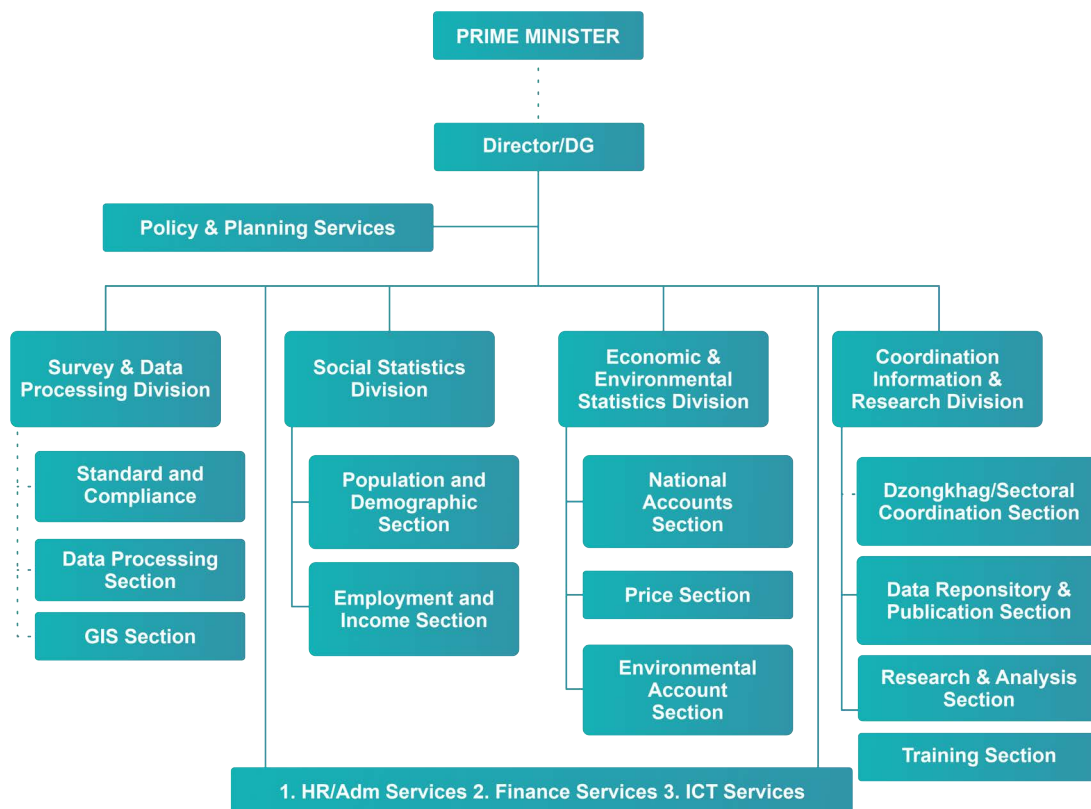 PRIME MINISTER
Director/DG
Policy & Planning Services
Survey & Data
Processing Division
Standard and
Compliance
Data Processing
Section
GIS Section
Social Statistics
Division
Population and
Demographic
Section
Employment and
Income Section
Economic &
Environmental
Statistics Division
National
Accounts
Section
Price Section
Environmental
Account
Section
Coordination
Information &
Research Division
Dzongkhag/Sectoral
Coordination Section
Data Reponsitory &
Publication Section
Research & Analysis
Section
Training Section
1. HR/Adm Services 2. Finance Services 3. ICT Services